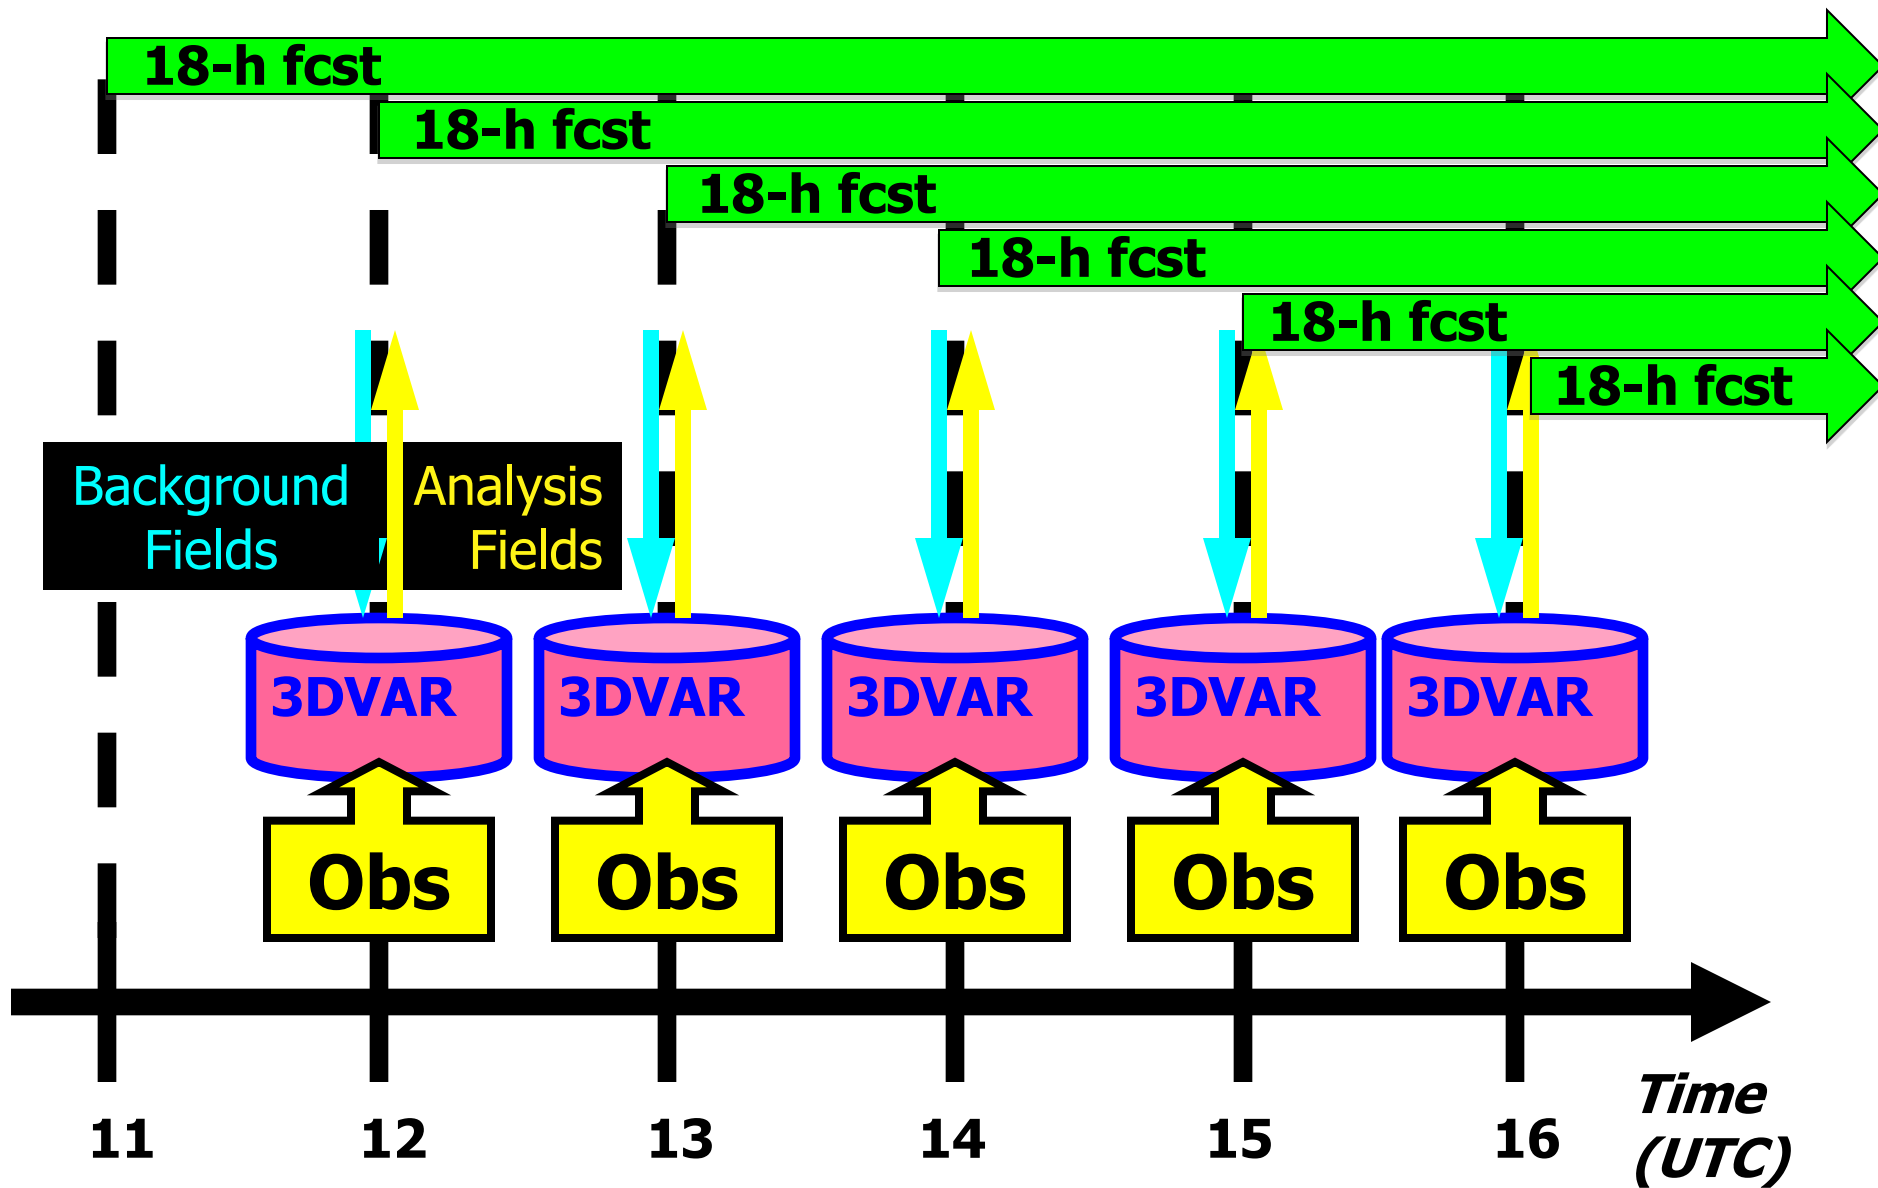 18-h fcst
18-h fcst
18-h fcst
18-h fcst
18-h fcst
18-h fcst
Background
Fields
Analysis
Fields
3DVAR 3DVAR 3DVAR 3DVAR 3DVAR
Obs Obs Obs Obs Obs
11 12 13 14 15 16
Time
(UTC)